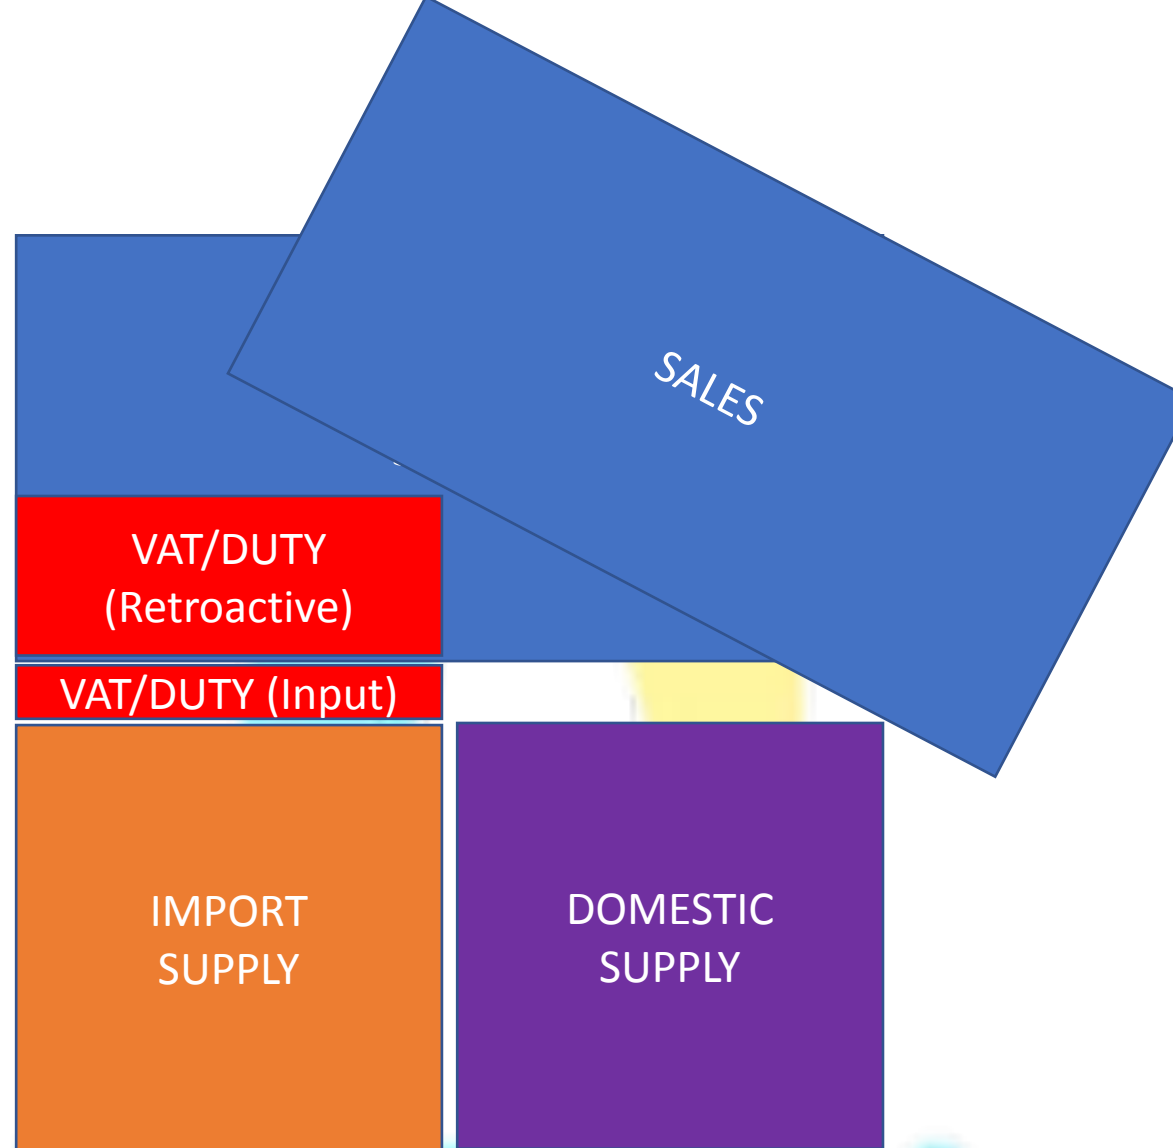 SALES
VAT/DUTY
(Retroactive)
VAT/DUTY (Input)
IMPORT
SUPPLY
DOMESTIC
SUPPLY